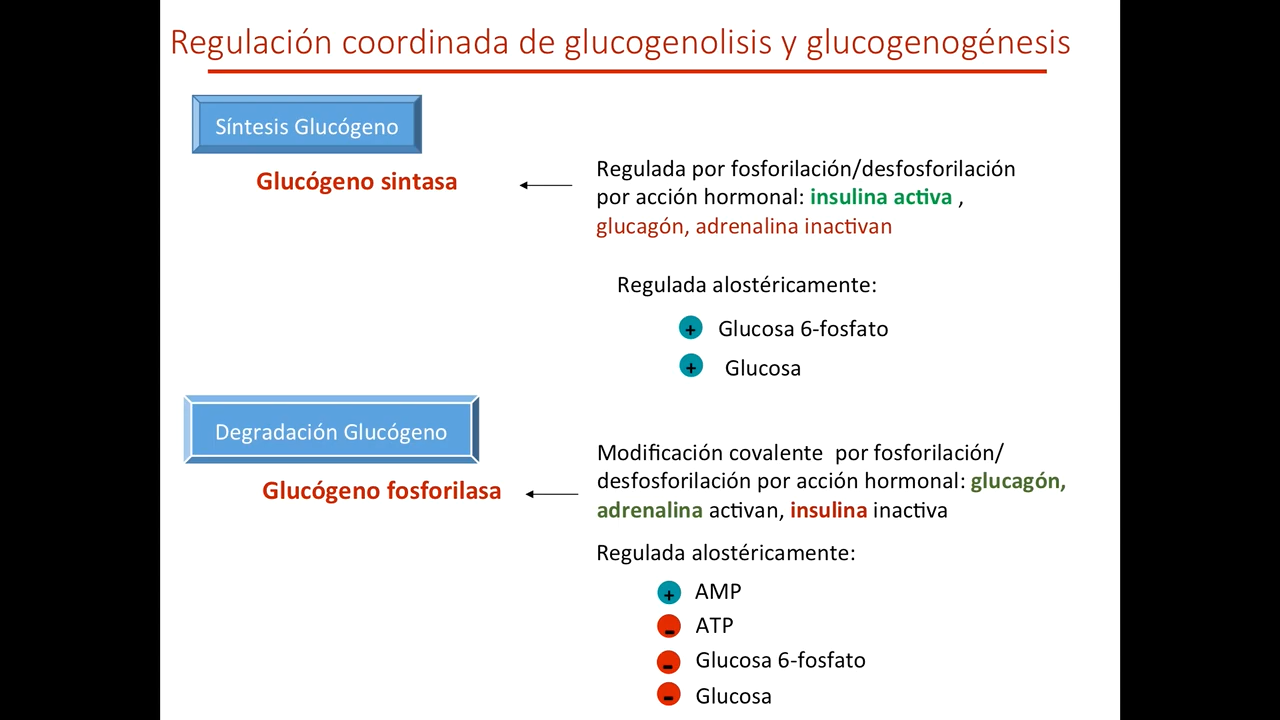 Regulación coordinada de glucogenolisis y glucogenogénesis
Síntesis Glucógeno
Glucógeno sintasa
Regulada por fosforilación/desfosforilación
por acción hormonal: insulina activa ,
glucagón, adrenalina inactivan
Regulada alostéricamente:
+ Glucosa 6-fosfato
+ Glucosa
Degradación Glucógeno
Glucógeno fosforilasa
Modificación covalente por fosforilación/
desfosforilación por acción hormonal: glucagón,
adrenalina activan, insulina inactiva
Regulada alostéricamente:
+ AMP
- ATP
- Glucosa 6-fosfato
- Glucosa